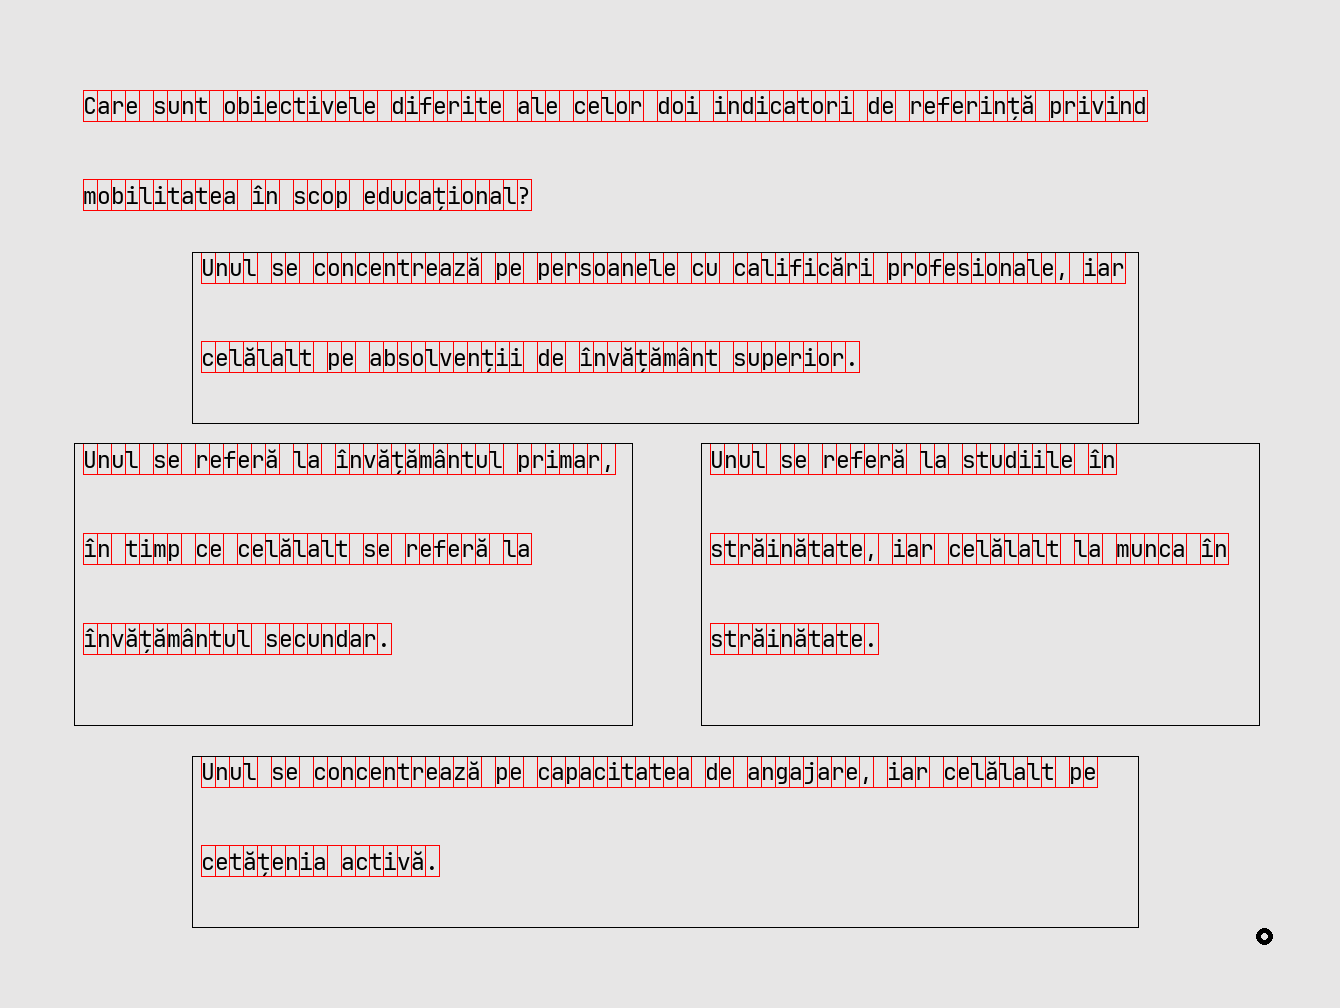 Care sunt obiectivele diferite ale celor doi indicatori de referință privind
mobilitatea în scop educațional?
Unul se concentrează pe persoanele cu calificări profesionale, iar
celălalt pe absolvenții de învățământ superior.
Unul se referă la învățământul primar,
în timp ce celălalt se referă la
învățământul secundar.
Unul se referă la studiile în
străinătate, iar celălalt la munca în
străinătate.
Unul se concentrează pe capacitatea de angajare, iar celălalt pe
cetățenia activă.